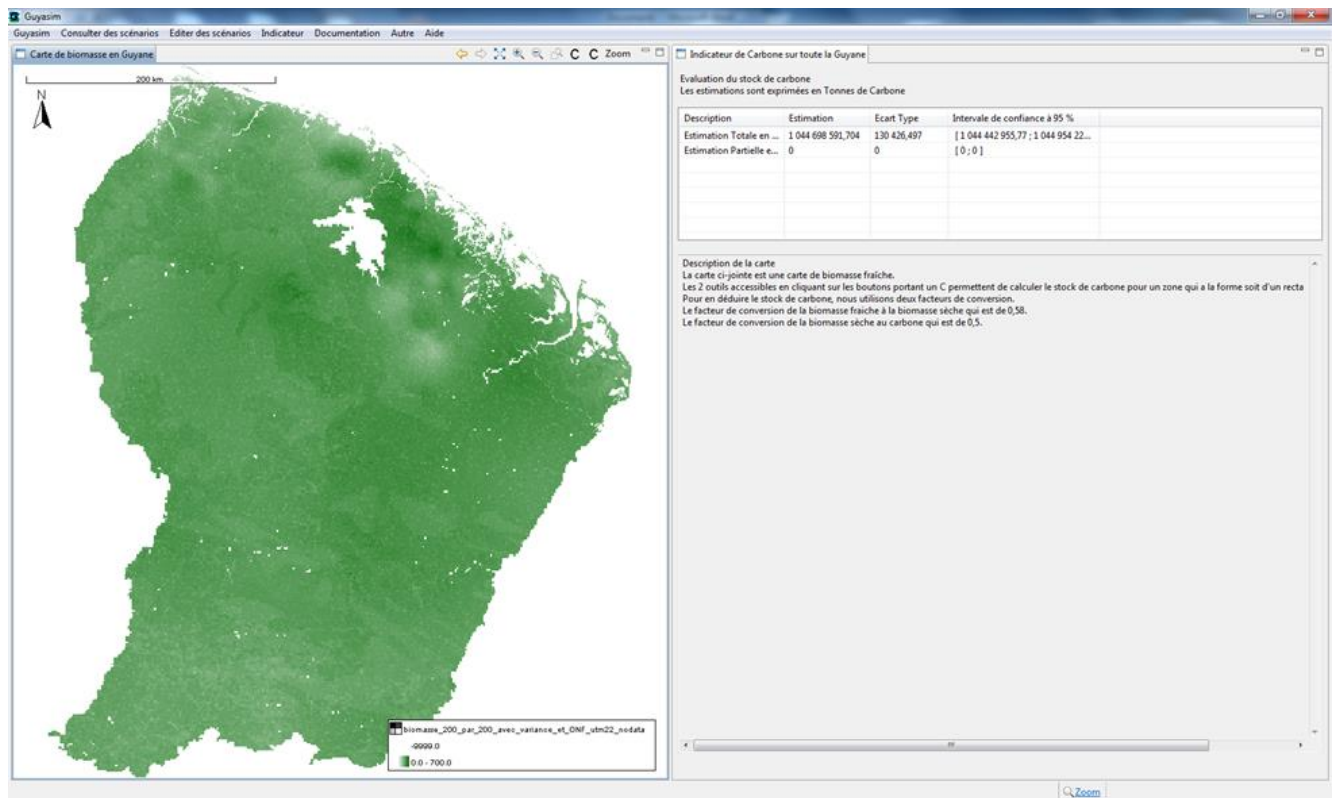 Guyasim
Guyasim Consulter des scénarios Editer des scénarios Indicateur Documentation Autre Aide
Carte de biomasse en Guyane
C C Zoom
200 km
N
biomasse_200_par_200_avec_variance_et_ONF_utm22_nodata
-9999.0
0.0 - 700.0
Indicateur de Carbone sur toute la Guyane
Evaluation du stock de carbone
Les estimations sont exprimées en Tonnes de Carbone
Description Estimation Ecart Type Intervale de confiance à 95 %
Estimation Totale en ... 1 044 698 591,704 130 426,497 [ 1 044 442 955,77 ; 1 044 954 22...
Estimation Partielle e... 0 0 [ 0 ; 0 ]
Description de la carte
La carte ci-jointe est une carte de biomasse fraîche.
Les 2 outils accessibles en cliquant sur les boutons portant un C permettent de calculer le stock de carbone pour un zone qui a la forme soit d'un recta
Pour en déduire le stock de carbone, nous utilisons deux facteurs de conversion.
Le facteur de conversion de la biomasse fraiche à la biomasse sèche qui est de 0,58.
Le facteur de conversion de la biomasse sèche au carbone qui est de 0,5.
Zoom